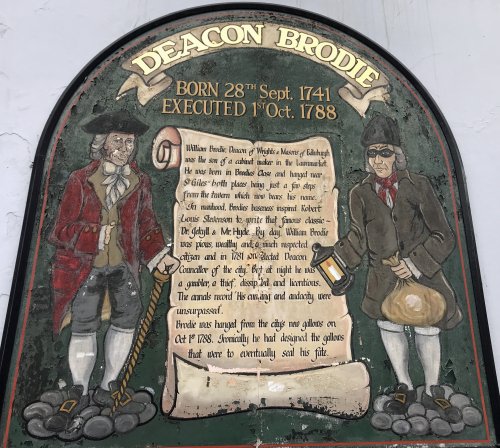 DEACON BRODIE
BORN 28TH Sept. 1741
EXECUTED 1st Oct. 1788
William Brodie, Deacon of Wrights & Masons of Edinburgh
was the son of a cabinet maker in the Lawnmarket.
He was born in Brodies Close and hanged near
St Giles - both places being just a few steps
from the tavern which now bears his name.
In manhood, Brodies baseness inspired Robert
Louis Stevenson to write that famous classic -
Dr Jekyll & Mr Hyde. By day, William Brodie
was pious, wealthy and a much respected
citizen and in 1781 was elected Deacon
Councillor of the city. But at night he was
a gambler, a thief, dissipated and licentious.
The annals record 'His cunning and audacity were
unsurpassed'.
Brodie was hanged from the city's new gallows on
Oct 1st 1788. Ironically he had designed the gallows
that were to eventually seal his fate.